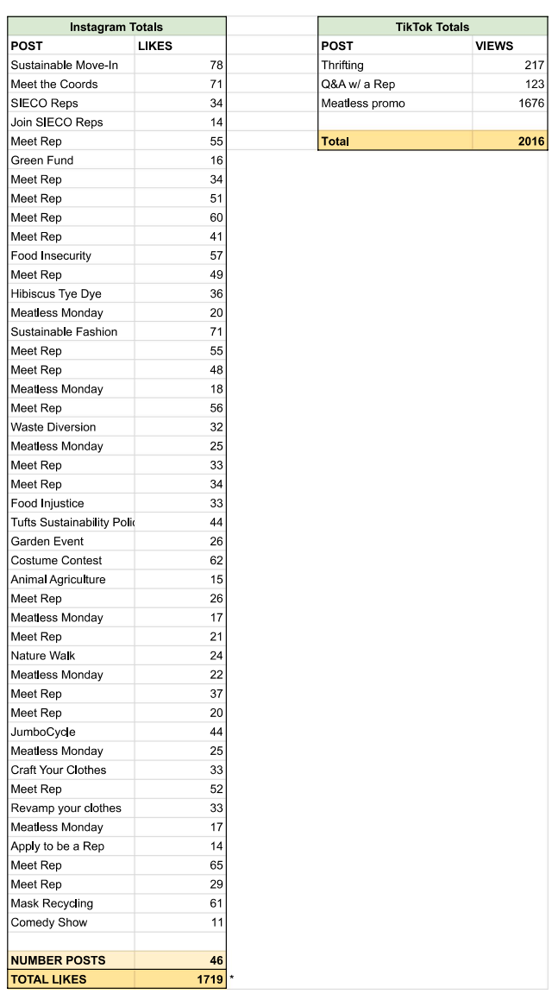 Instagram Totals
POST LIKES
Sustainable Move-In 78
Meet the Coords 71
SIECO Reps 34
Join SIECO Reps 14
Meet Rep 55
Green Fund 16
Meet Rep 34
Meet Rep 51
Meet Rep 60
Meet Rep 41
Food Insecurity 57
Meet Rep 49
Hibiscus Tye Dye 36
Meatless Monday 20
Sustainable Fashion 71
Meet Rep 55
Meet Rep 48
Meatless Monday 18
Meet Rep 56
Waste Diversion 32
Meatless Monday 25
Meet Rep 33
Meet Rep 34
Food Injustice 33
Tufts Sustainability Polic 44
Garden Event 26
Costume Contest 62
Animal Agriculture 15
Meet Rep 26
Meatless Monday 17
Meet Rep 21
Nature Walk 24
Meatless Monday 22
Meet Rep 37
Meet Rep 20
JumboCycle 44
Meatless Monday 25
Craft Your Clothes 33
Meet Rep 52
Revamp your clothes 33
Meatless Monday 17
Apply to be a Rep 14
Meet Rep 65
Meet Rep 29
Mask Recycling 61
Comedy Show 11
NUMBER POSTS 46
TOTAL LIKES 1719 *
TikTok Totals
POST VIEWS
Thrifting 217
Q&A w/ a Rep 123
Meatless promo 1676
Total 2016